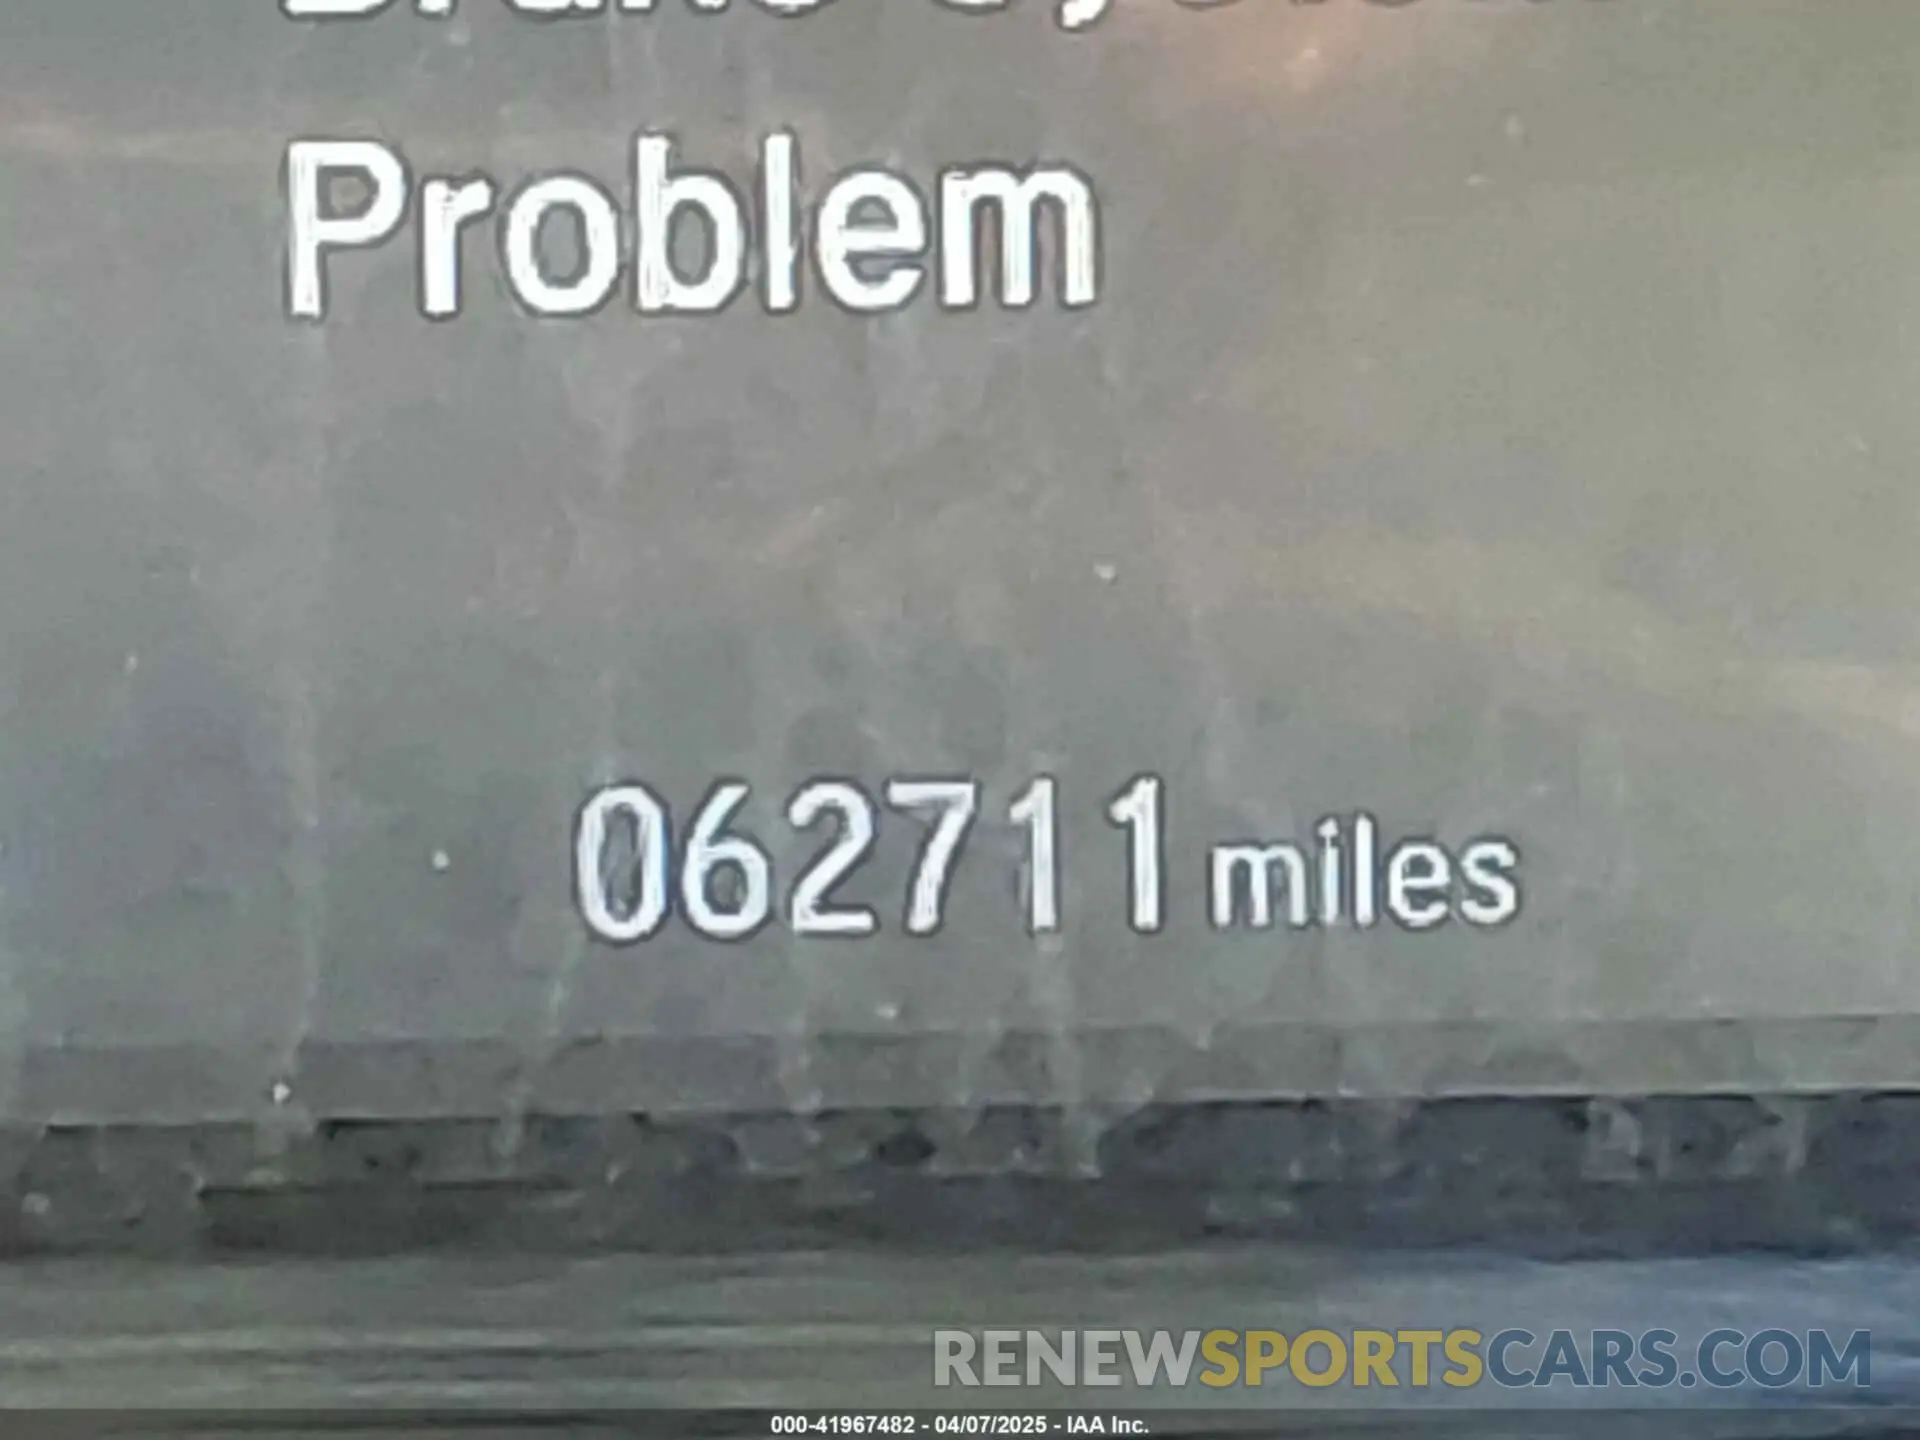 Problem
062711 miles
RENEWSPORTSCARS.COM
000-41967482 - 04/07/2025 - IAA Inc.